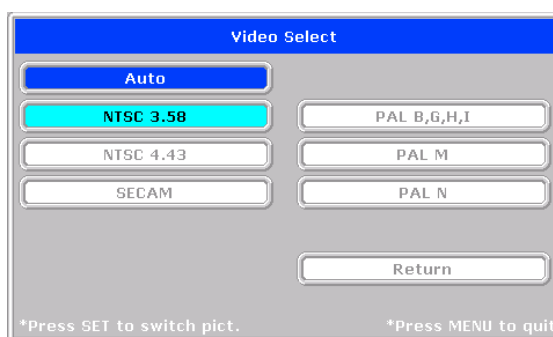 Video Select
Auto
NTSC 3.58
PAL B,G,H,I
NTSC 4.43
PAL M
SECAM
PAL N
Return
*Press SET to switch pict.
*Press MENU to quit